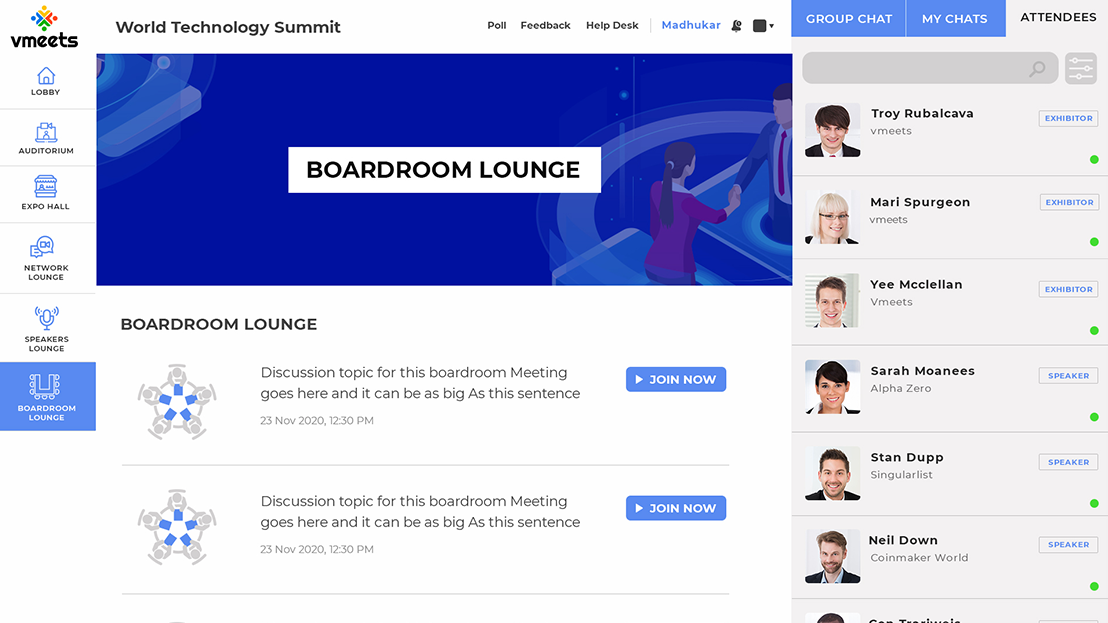 vmeets
World Technology Summit
Poll
Feedback
Help Desk
Madhukar
GROUP CHAT
MY CHATS
ATTENDEES
LOBBY
AUDITORIUM
EXPO HALL
NETWORK
LOUNGE
SPEAKERS
LOUNGE
BOARDROOM
LOUNGE
BOARDROOM LOUNGE
BOARDROOM LOUNGE
Discussion topic for this boardroom Meeting
goes here and it can be as big As this sentence
23 Nov 2020, 12:30 PM
JOIN NOW
Discussion topic for this boardroom Meeting
goes here and it can be as big As this sentence
23 Nov 2020, 12:30 PM
JOIN NOW
Troy Rubalcava
vmeets
EXHIBITOR
Mari Spurgeon
vmeets
EXHIBITOR
Yee Mcclellan
Vmeets
EXHIBITOR
Sarah Moanees
Alpha Zero
SPEAKER
Stan Dupp
Singularlist
SPEAKER
Neil Down
Coinmaker World
SPEAKER